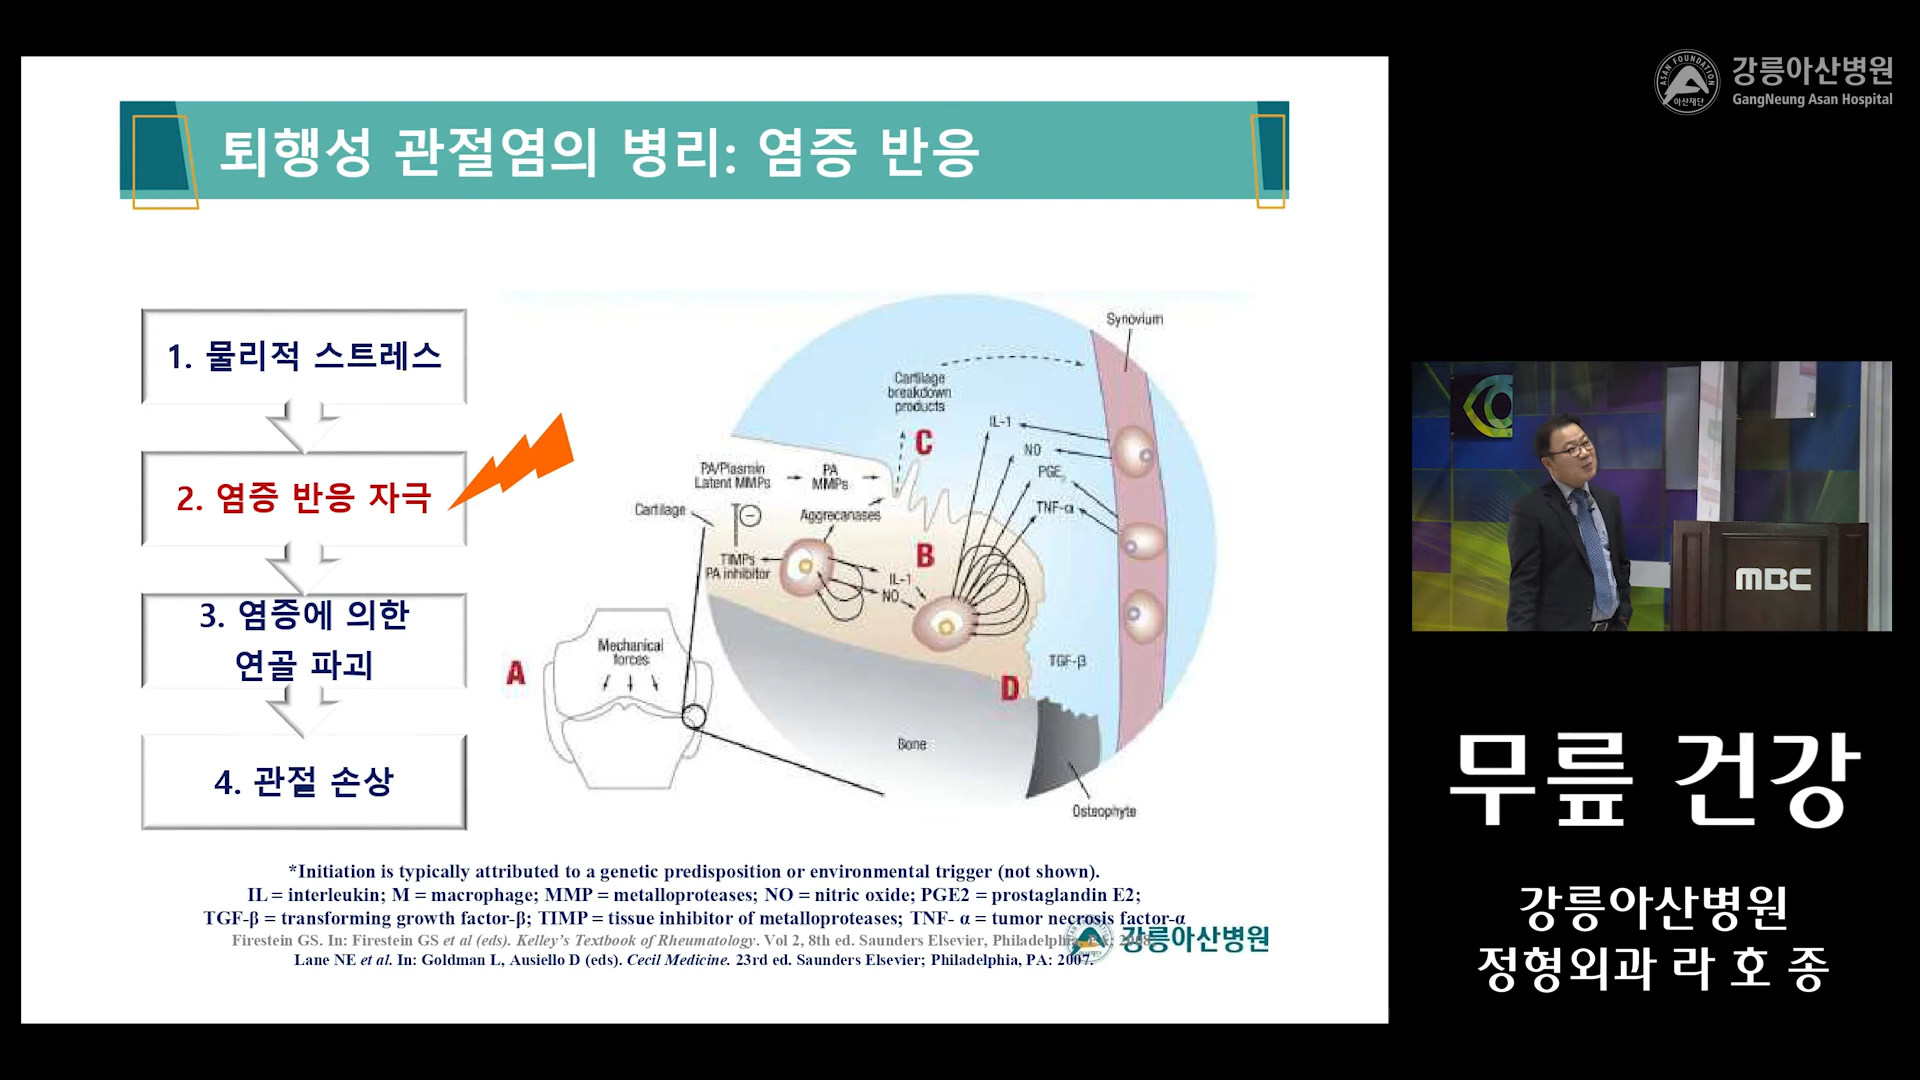 ASAN FOUNDATION
아산재단
강릉아산병원
GangNeung Asan Hospital
퇴행성 관절염의 병리: 염증 반응
1. 물리적 스트레스
2. 염증 반응 자극
3. 염증에 의한
연골 파괴
4. 관절 손상
Synovium
Cartilage
breakdown
products
C
IL-1
NO
PGE2
TNF-α
PA/Plasmin
Latent MMPs
PA
MMPs
Cartilage
Aggrecanases
B
TIMPs
PA inhibitor
IL-1
NO
A
Mechanical
forces
TGF-β
D
Bone
Osteophyte
*Initiation is typically attributed to a genetic predisposition or environmental trigger (not shown).
IL = interleukin; M = macrophage; MMP = metalloproteases; NO = nitric oxide; PGE2 = prostaglandin E2;
TGF-β = transforming growth factor-β; TIMP = tissue inhibitor of metalloproteases; TNF- α = tumor necrosis factor-α
Firestein GS. In: Firestein GS et al (eds). Kelley's Textbook of Rheumatology. Vol 2, 8th ed. Saunders Elsevier, Philadelphia, PA: 2008.
Lane NE et al. In: Goldman L, Ausiello D (eds). Cecil Medicine. 23rd ed. Saunders Elsevier; Philadelphia, PA: 2007.
강릉아산병원
MBC
무릎 건강
강릉아산병원
정형외과 라 호 종